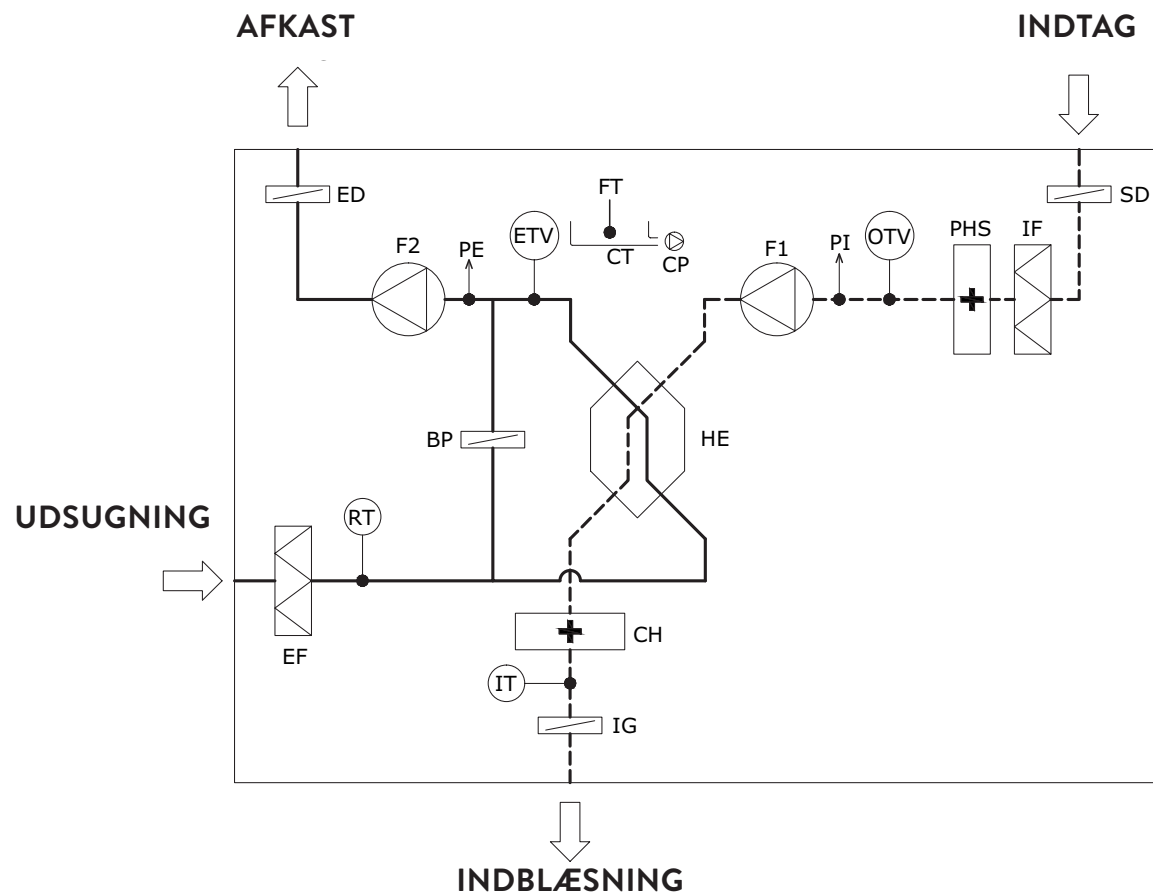 AFKAST
INDTAG
ED
FT
SD
F2
PE
ETV
CT
CP
F1
PI
OTV
PHS
IF
BP
HE
UDSUGNING
RT
EF
CH
IT
IG
INDBLÆSNING